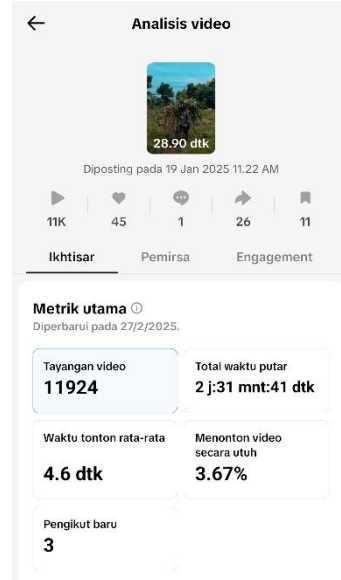 Analisis video
28.90 dtk
Diposting pada 19 Jan 2025 11.22 AM
11K 45 1 26 11
Ikhtisar Pemirsa Engagement
Metrik utama
Diperbarui pada 27/2/2025.
Tayangan video
11924
Total waktu putar
2 j:31 mnt:41 dtk
Waktu tonton rata-rata
4.6 dtk
Menonton video
secara utuh
3.67%
Pengikut baru
3